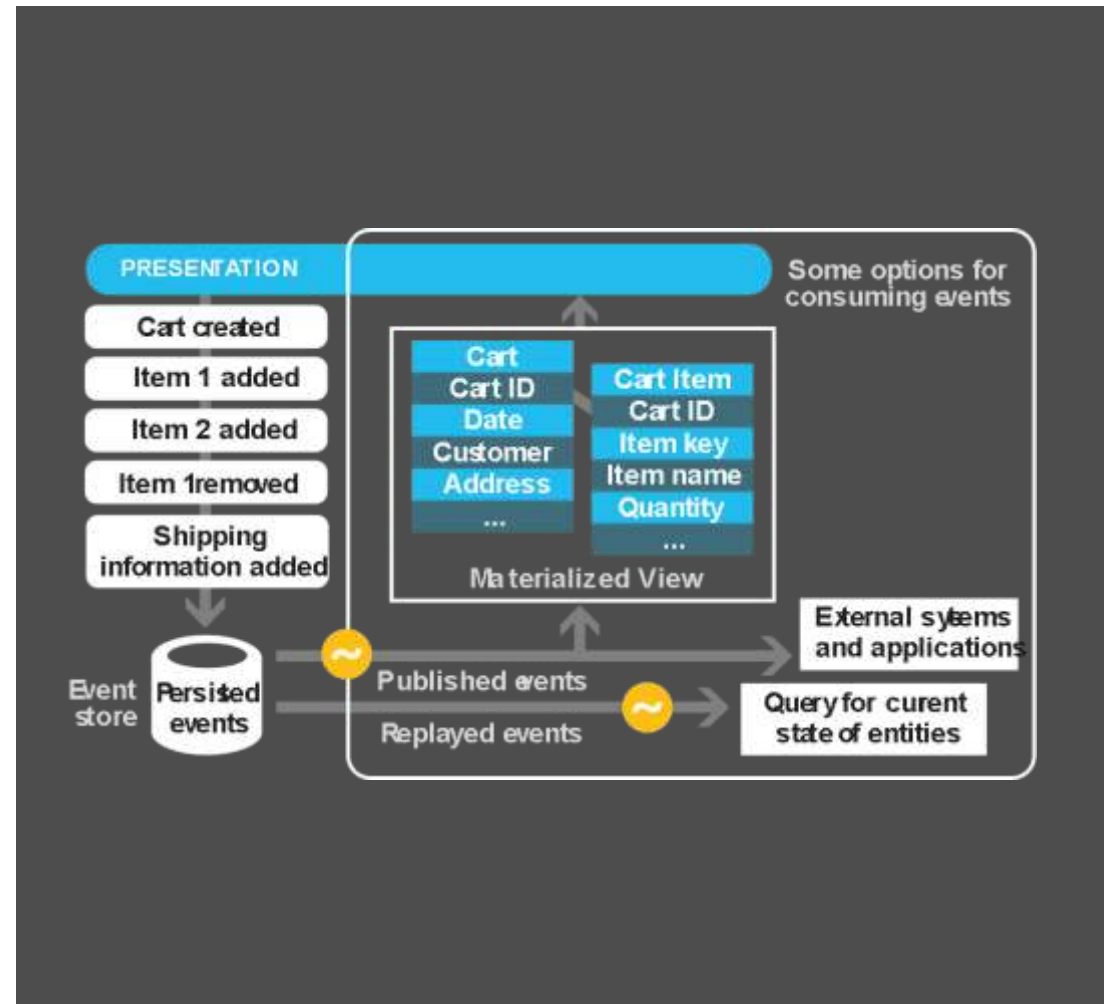 PRESENTATION
Some options for
consuming events
Cart created
Item 1 added
Item 2 added
Item 1removed
Shipping
information added
Cart
Cart ID
Date
Customer
Address
...
Cart Item
Cart ID
Item key
Item name
Quantity
...
Materialized View
Event
store
Persisted
events
~
Published events
External systems
and applications
~
Replayed events
Query for curent
state of entities